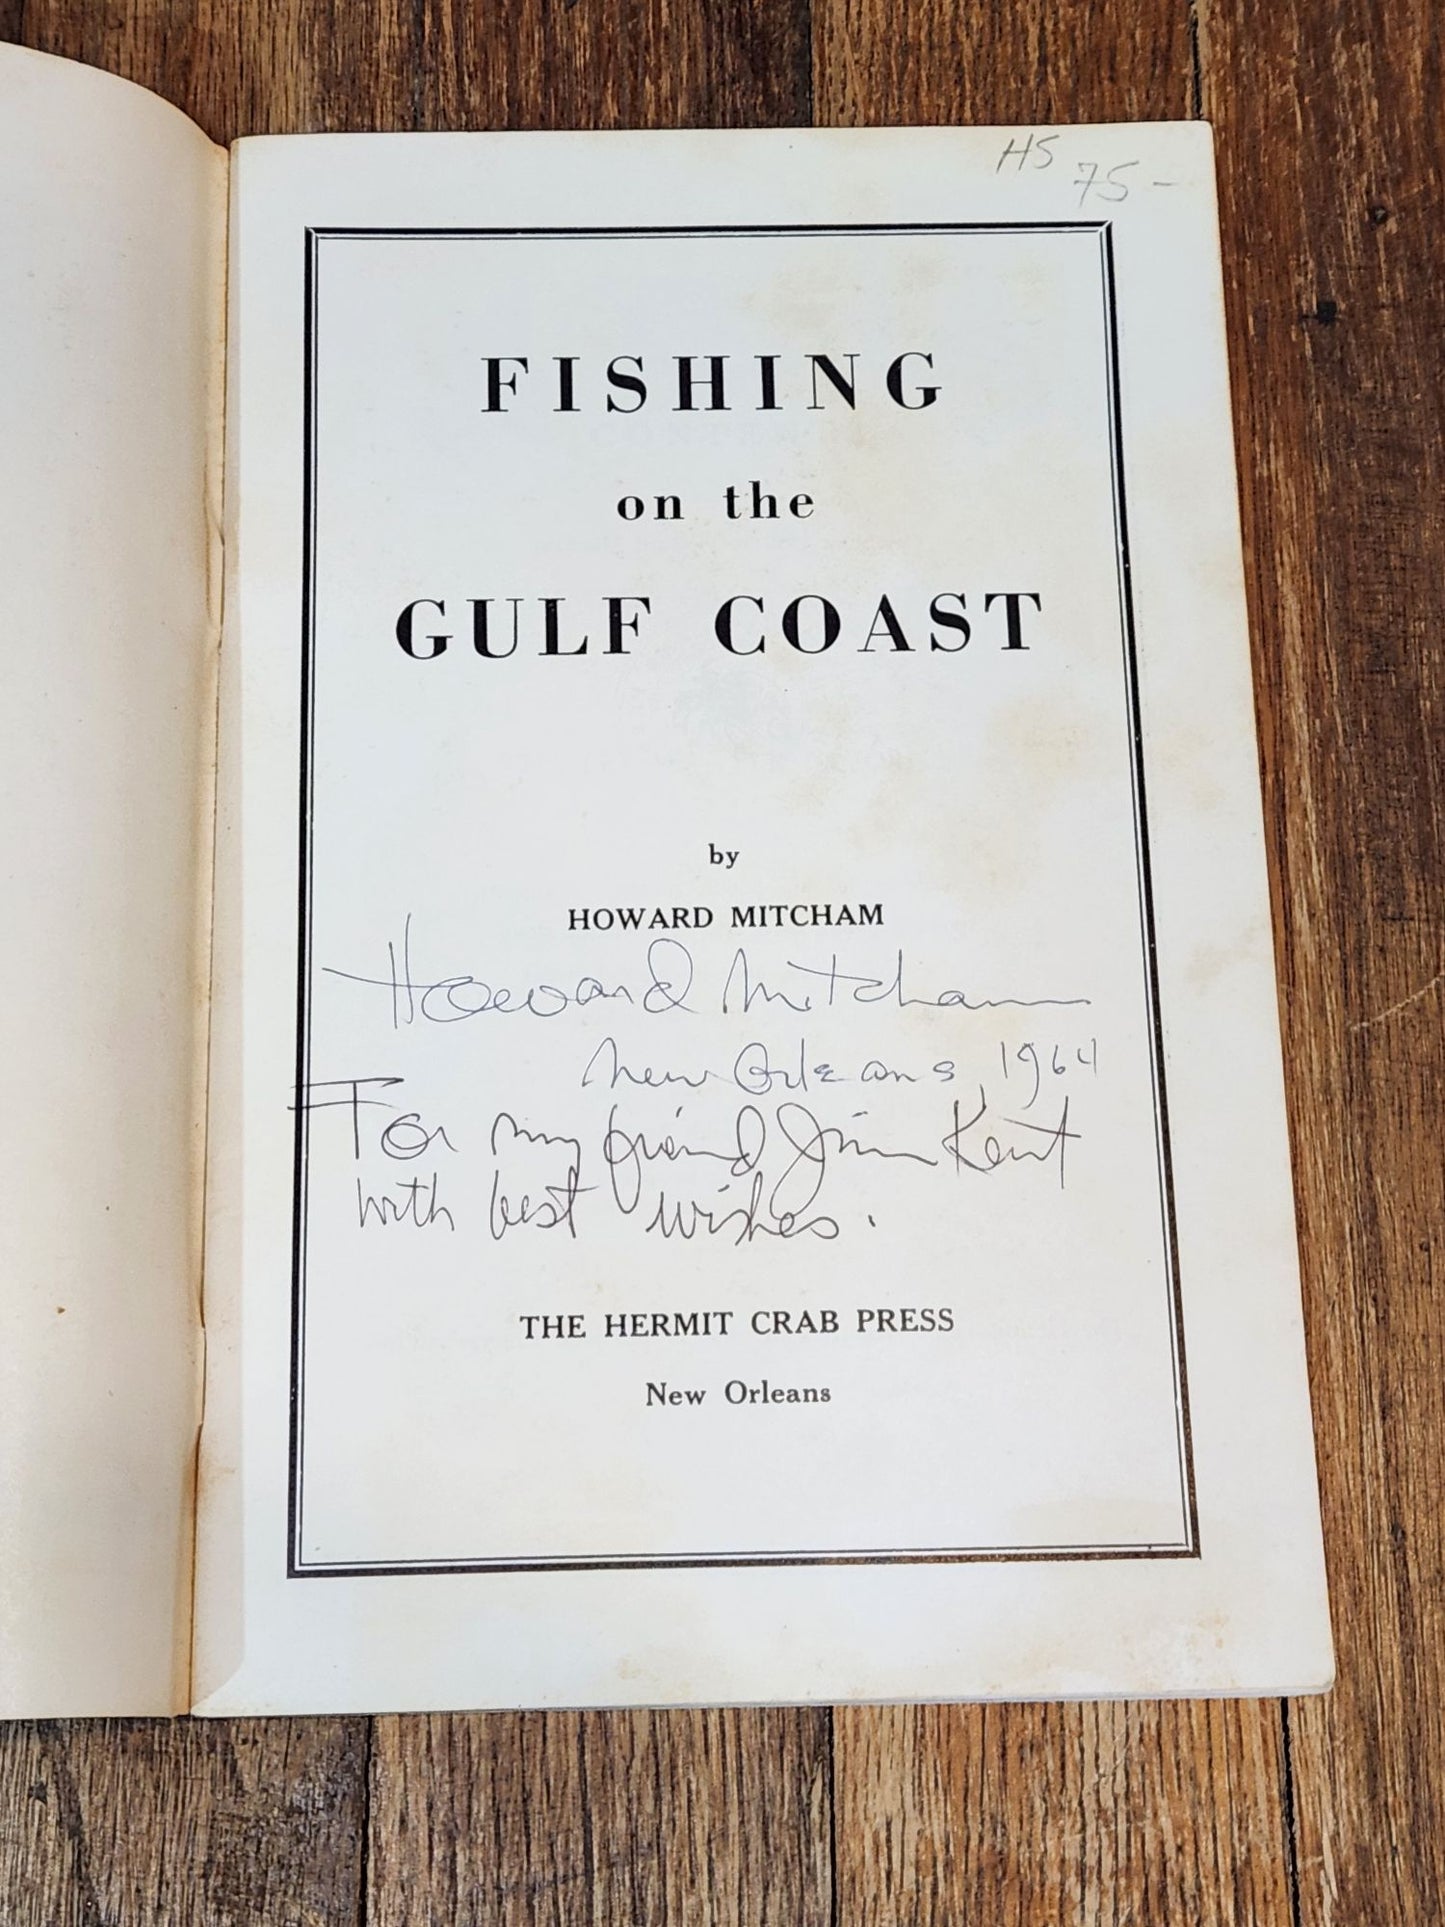 HS 75-
FISHING
on the
GULF COAST
by
HOWARD MITCHAM
Howard Mitcham
New Orleans, 1964
For my friend Jim Kent
with best wishes.
THE HERMIT CRAB PRESS
New Orleans